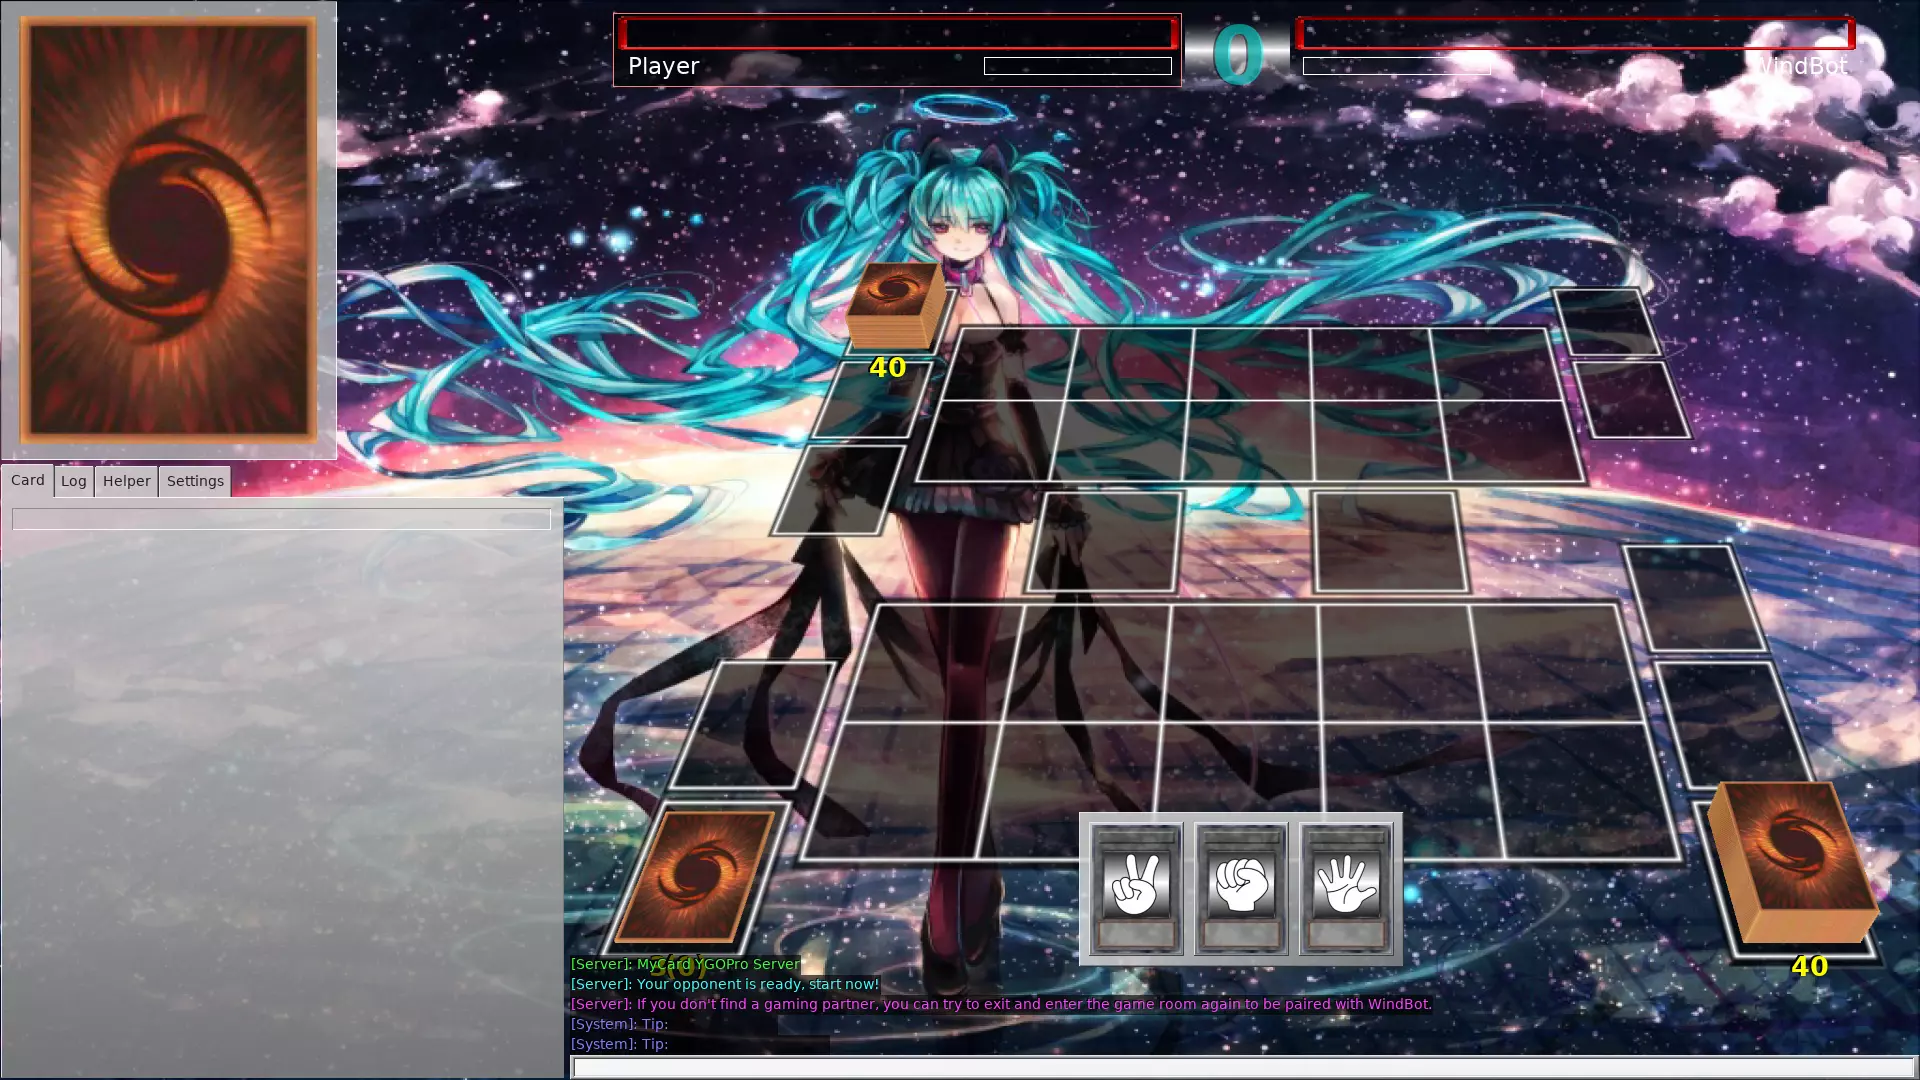 Player
0
WindBot
40
Card
Log
Helper
Settings
3(0)
40
[Server]: MyCard YGOPro Server
[Server]: Your opponent is ready, start now!
[Server]: If you don't find a gaming partner, you can try to exit and enter the game room again to be paired with WindBot.
[System]: Tip:
[System]: Tip: